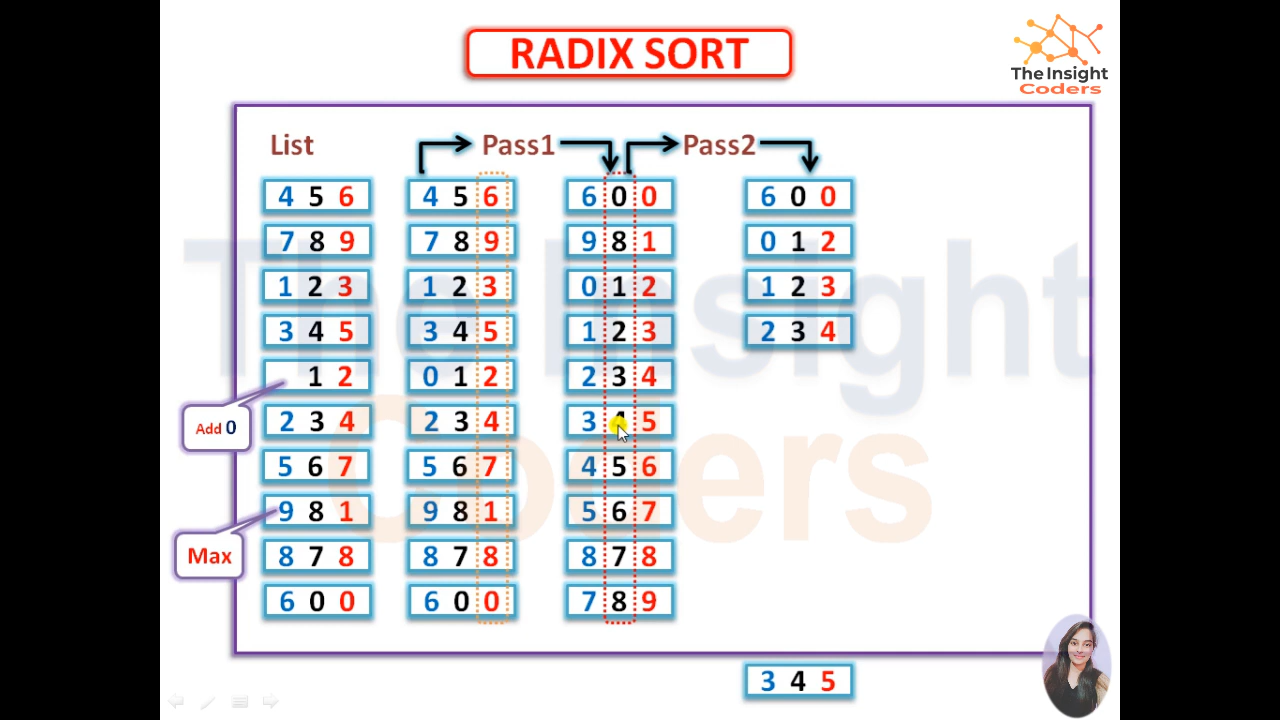 RADIX SORT
The Insight
Coders
List Pass1 Pass2
4 5 6 4 5 6 6 0 0 6 0 0
7 8 9 7 8 9 9 8 1 0 1 2
1 2 3 1 2 3 0 1 2 1 2 3
3 4 5 3 4 5 1 2 3 2 3 4
1 2 0 1 2 2 3 4
Add 0
2 3 4 2 3 4 3 4 5
5 6 7 5 6 7 4 5 6
9 8 1 9 8 1 5 6 7
Max
8 7 8 8 7 8 8 7 8
6 0 0 6 0 0 7 8 9
3 4 5
The Insight
Coders